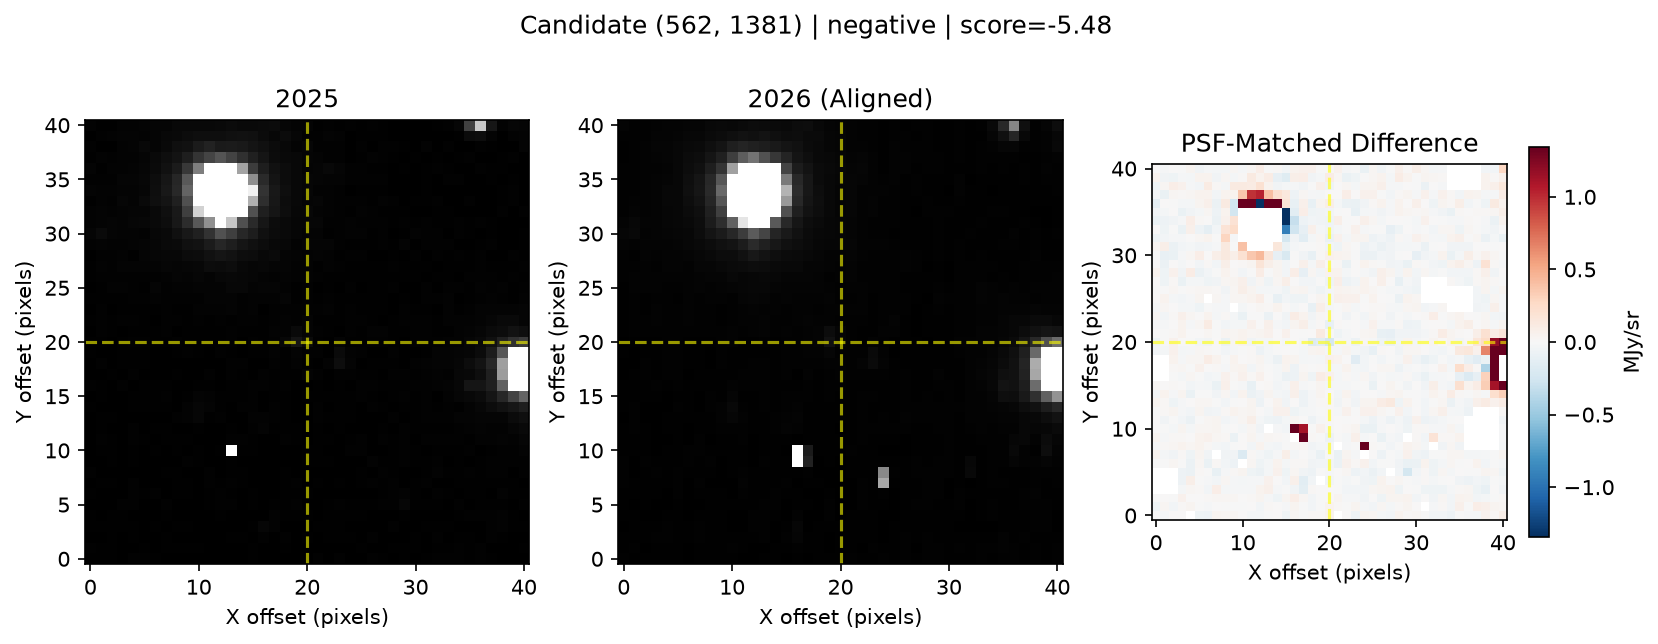 Candidate (562, 1381) | negative | score=-5.48
2025
2026 (Aligned)
PSF-Matched Difference
Y offset (pixels)
40
35
30
25
20
15
10
5
0
0 10 20 30 40
X offset (pixels)
Y offset (pixels)
40
35
30
25
20
15
10
5
0
0 10 20 30 40
X offset (pixels)
Y offset (pixels)
40
30
20
10
0
0 10 20 30 40
X offset (pixels)
1.0
0.5
0.0
−0.5
−1.0
MJy/sr